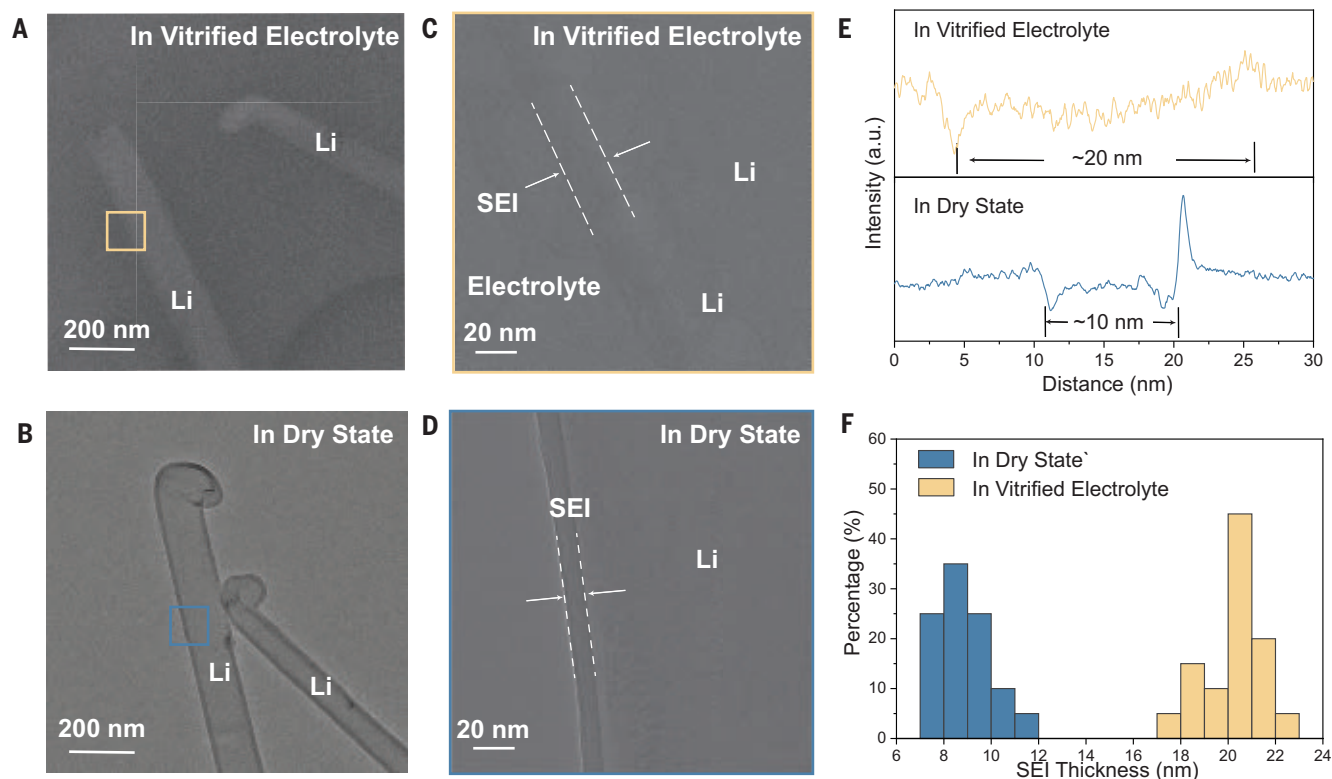 A
In Vitrified Electrolyte
Li
Li
200 nm
B
In Dry State
Li
Li
200 nm
C
In Vitrified Electrolyte
SEI
Li
Electrolyte
Li
20 nm
D
In Dry State
SEI
Li
20 nm
E
In Vitrified Electrolyte
~20 nm
In Dry State
~10 nm
Intensity (a.u.)
0 5 10 15 20 25 30
Distance (nm)
F
60
50
40
30
20
10
0
Percentage (%)
In Dry State`
In Vitrified Electrolyte
6 8 10 12 14 16 18 20 22 24
SEI Thickness (nm)